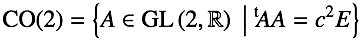 CO(2) = {A ∈ GL (2, ℝ) | ᵗAA = c²E}